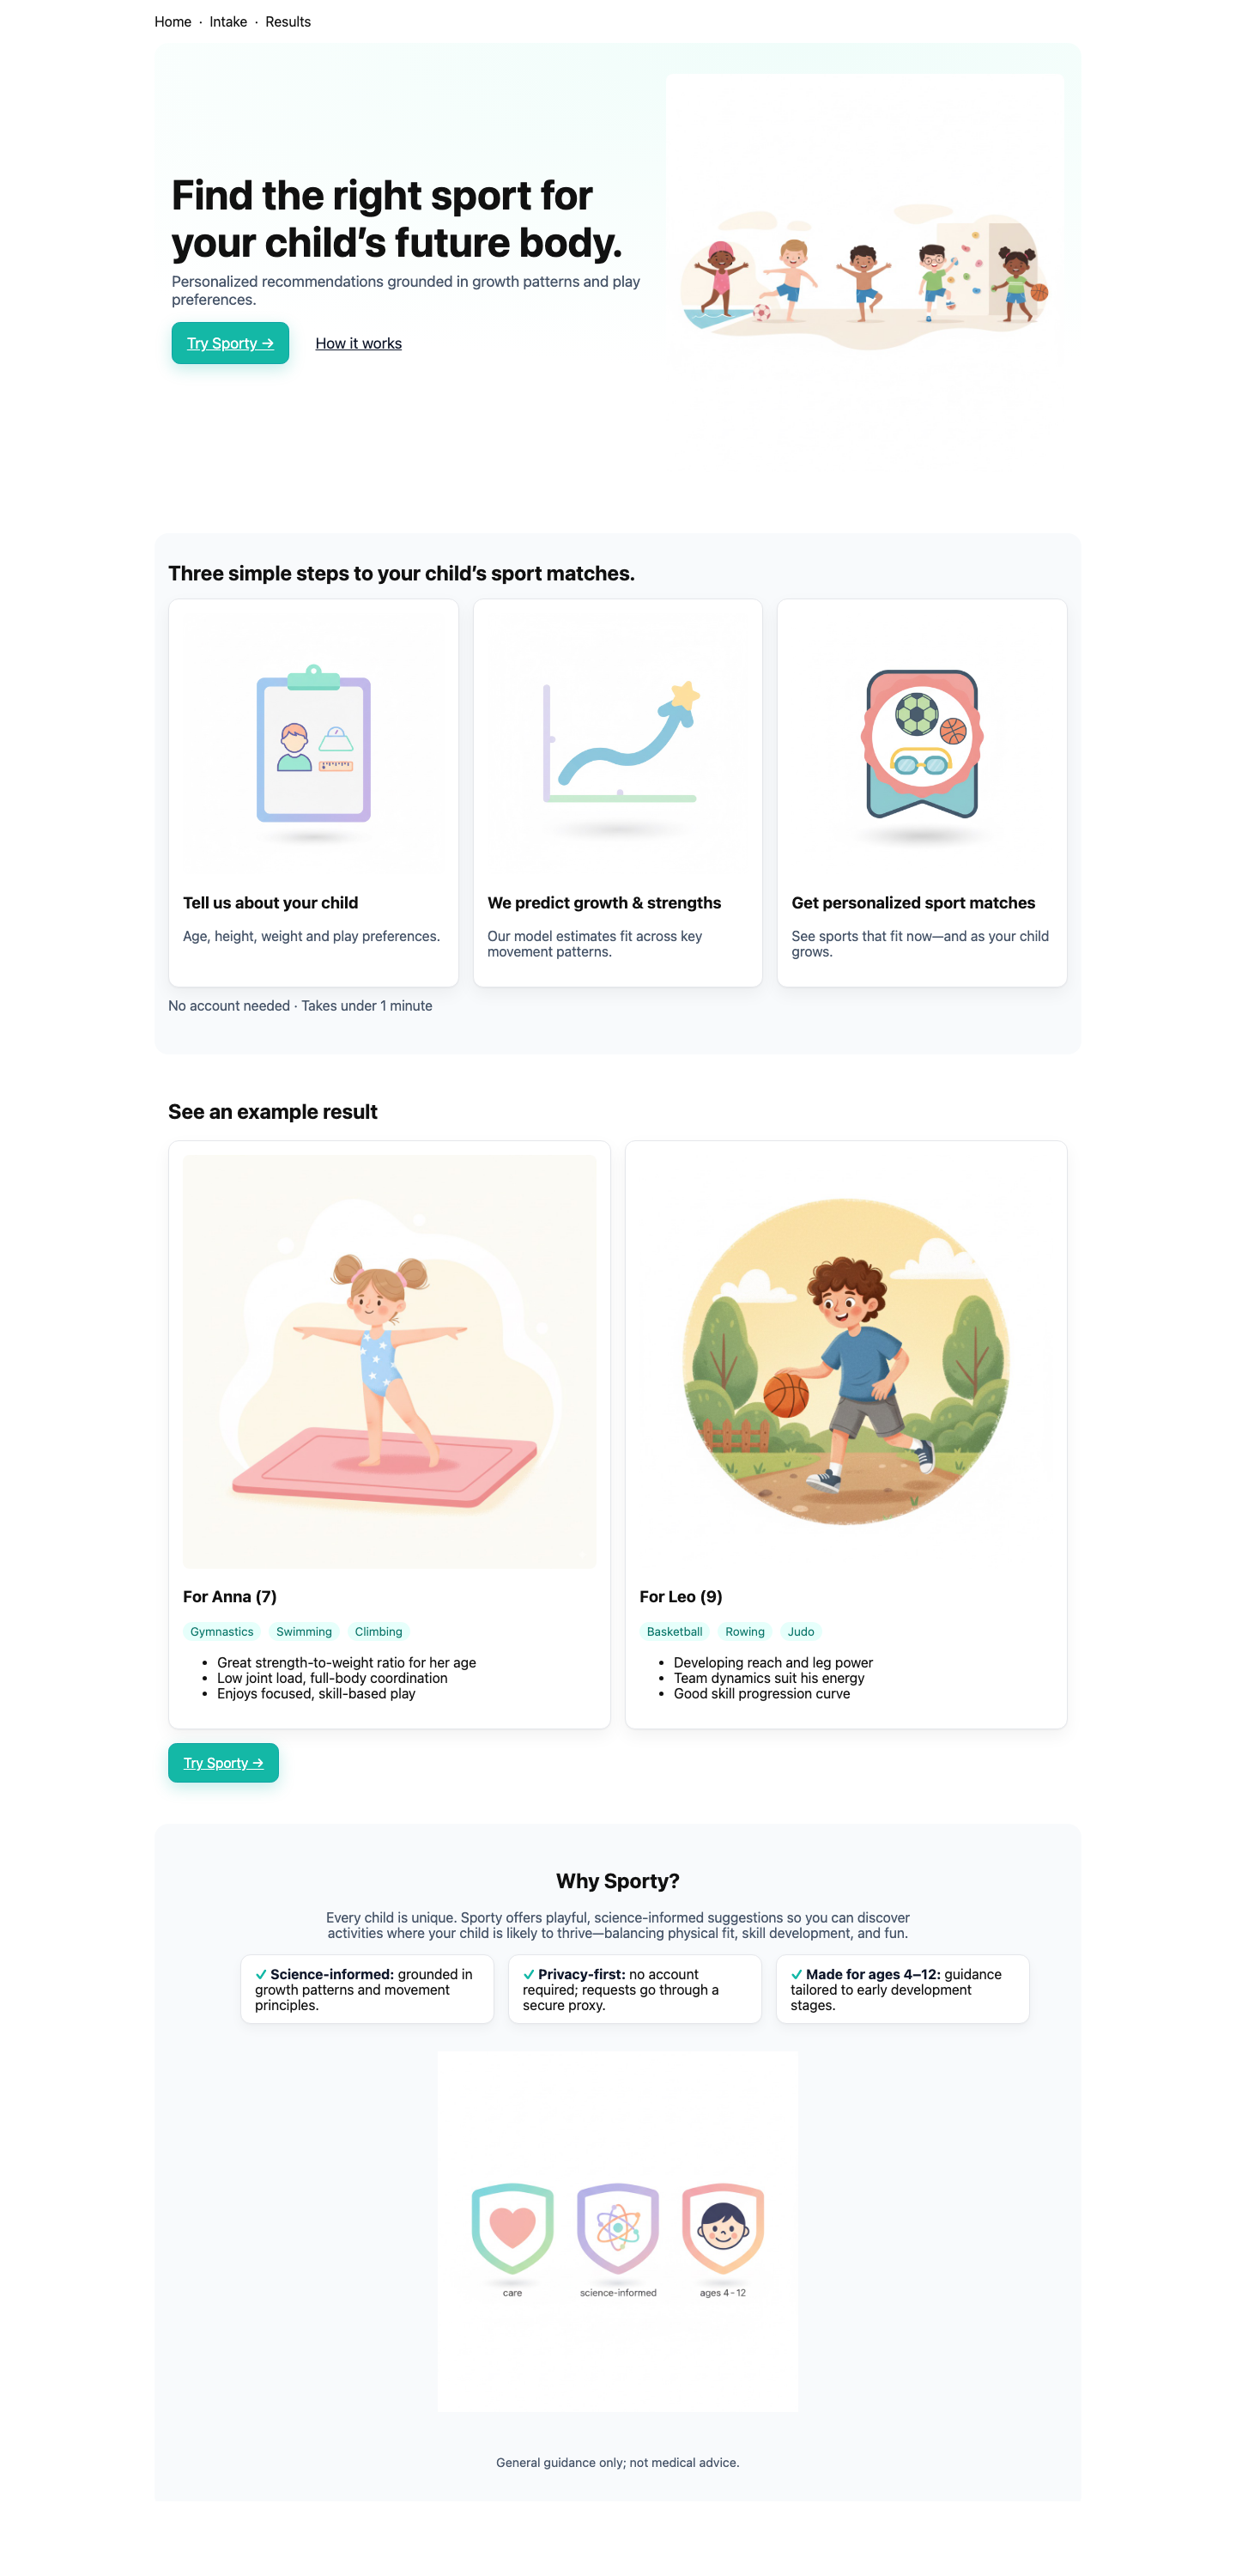 Home · Intake · Results
Find the right sport for
your child’s future body.
Personalized recommendations grounded in growth patterns and play
preferences.
Try Sporty →
How it works
Three simple steps to your child’s sport matches.
Tell us about your child
Age, height, weight and play preferences.
We predict growth & strengths
Our model estimates fit across key
movement patterns.
Get personalized sport matches
See sports that fit now—and as your child
grows.
No account needed · Takes under 1 minute
See an example result
For Anna (7)
Gymnastics
Swimming
Climbing
• Great strength-to-weight ratio for her age
• Low joint load, full-body coordination
• Enjoys focused, skill-based play
For Leo (9)
Basketball
Rowing
Judo
• Developing reach and leg power
• Team dynamics suit his energy
• Good skill progression curve
Try Sporty →
Why Sporty?
Every child is unique. Sporty offers playful, science-informed suggestions so you can discover
activities where your child is likely to thrive—balancing physical fit, skill development, and fun.
✓ Science-informed: grounded in
growth patterns and movement
principles.
✓ Privacy-first: no account
required; requests go through a
secure proxy.
✓ Made for ages 4–12: guidance
tailored to early development
stages.
care
science-informed
ages 4-12
General guidance only; not medical advice.